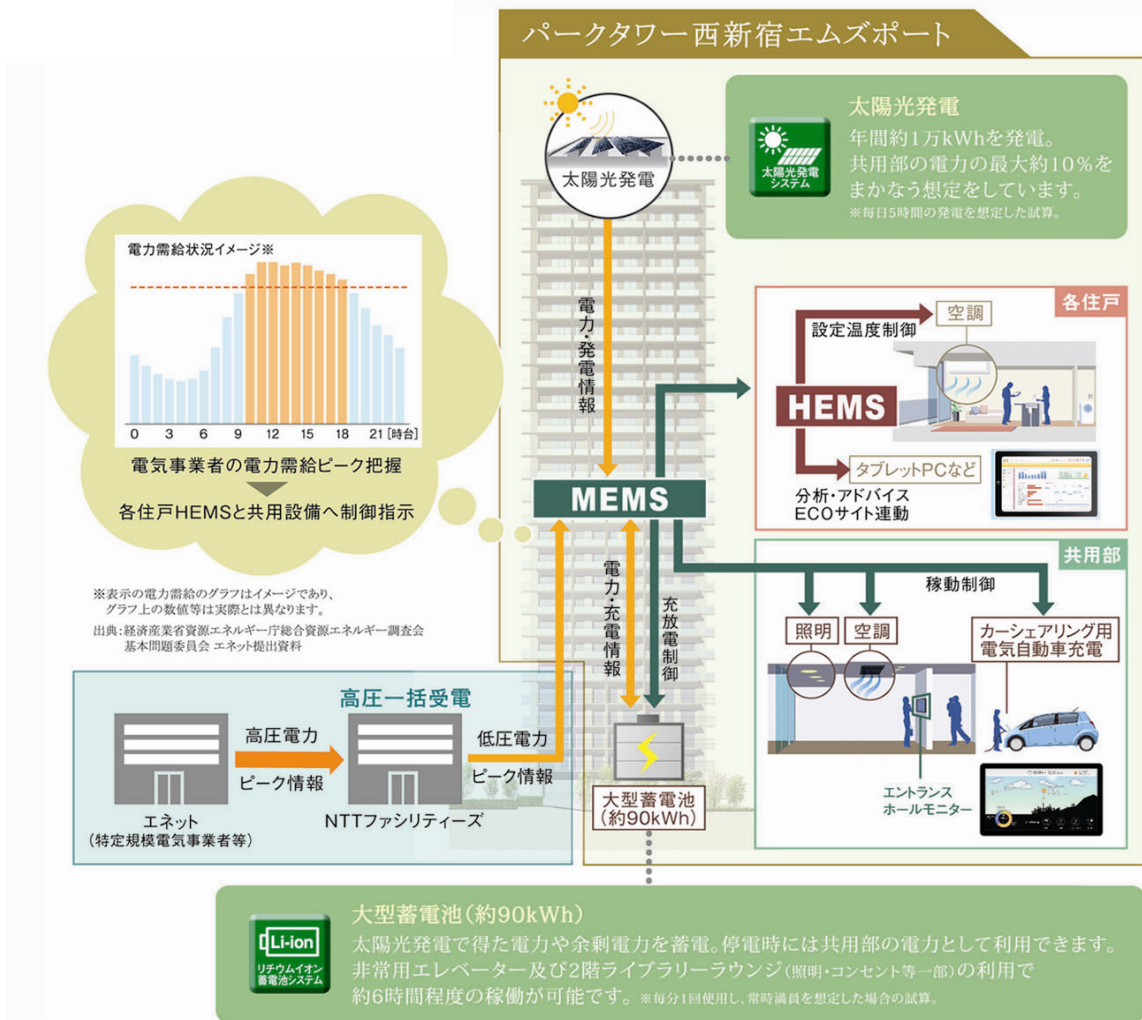 パークタワー西新宿エムズポート
太陽光発電
太陽光発電
システム
太陽光発電
年間約1万kWhを発電。
共用部の電力の最大約10%を
まかなう想定をしています。
※毎日5時間の発電を想定した試算。
電力需給状況イメージ※
0 3 6 9 12 15 18 21 [時台]
電気事業者の電力需給ピーク把握
各住戸HEMSと共用設備へ制御指示
※表示の電力需給のグラフはイメージであり、
グラフ上の数値等は実際とは異なります。
出典:経済産業省資源エネルギー庁総合資源エネルギー調査会
基本問題委員会 エネット提出資料
電力・発電情報
MEMS
電力・充電情報
充放電制御
各住戸
空調
設定温度制御
HEMS
タブレットPCなど
分析・アドバイス
ECOサイト連動
共用部
稼動制御
照明
空調
カーシェアリング用
電気自動車充電
エントランス
ホールモニター
高圧一括受電
高圧電力
ピーク情報
低圧電力
ピーク情報
エネット
(特定規模電気事業者等)
NTTファシリティーズ
大型蓄電池
(約90kWh)
Li-ion
リチウムイオン
蓄電池システム
大型蓄電池(約90kWh)
太陽光発電で得た電力や余剰電力を蓄電。停電時には共用部の電力として利用できます。
非常用エレベーター及び2階ライブラリーラウンジ(照明・コンセント等一部)の利用で
約6時間程度の稼働が可能です。※毎分1回使用し、常時満員を想定した場合の試算。